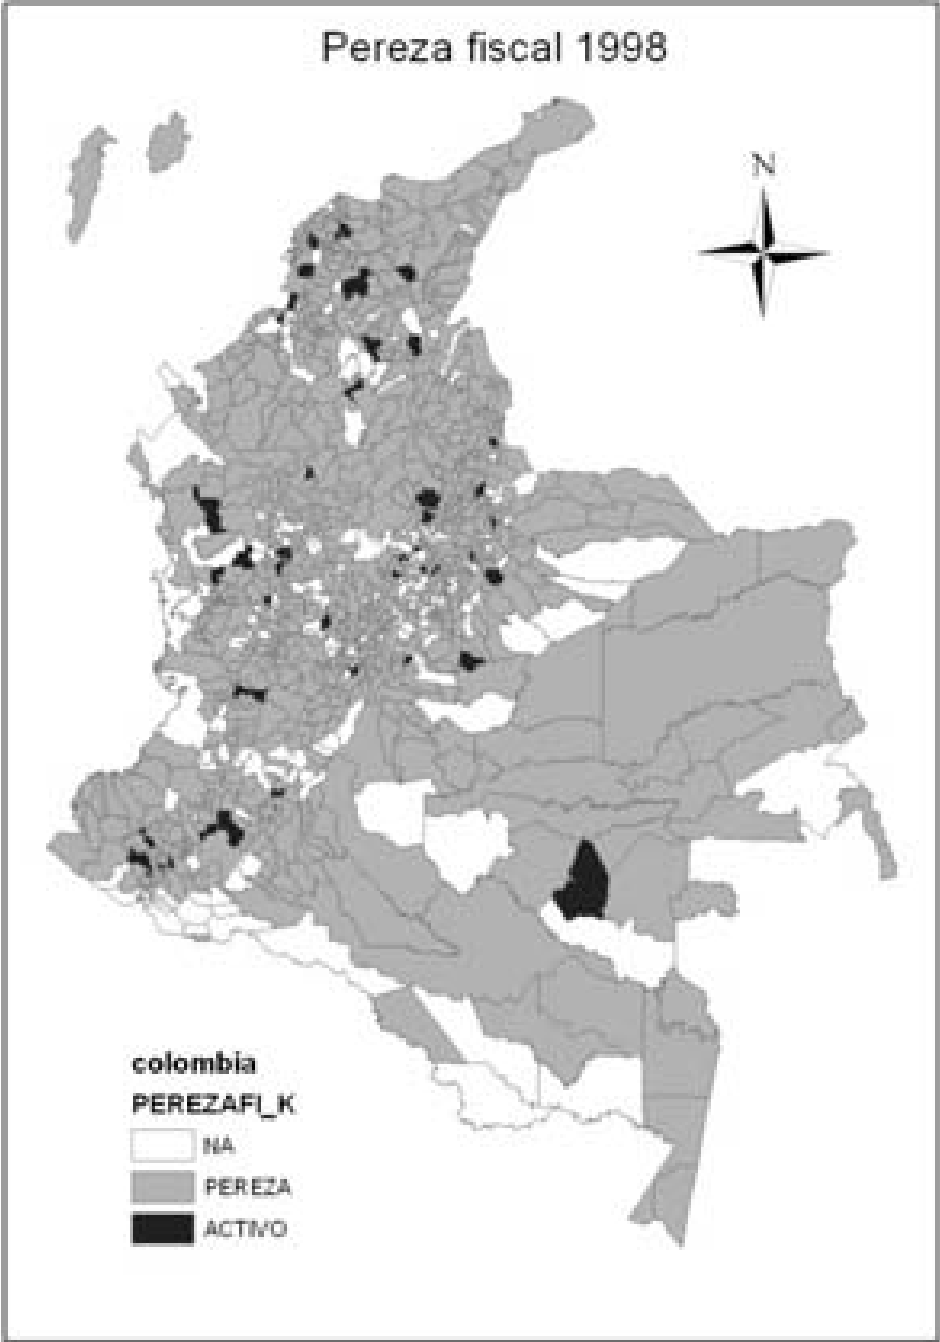 Pereza fiscal 1998
N
colombia
PEREZAFI_K
NA
PEREZA
ACTIVO